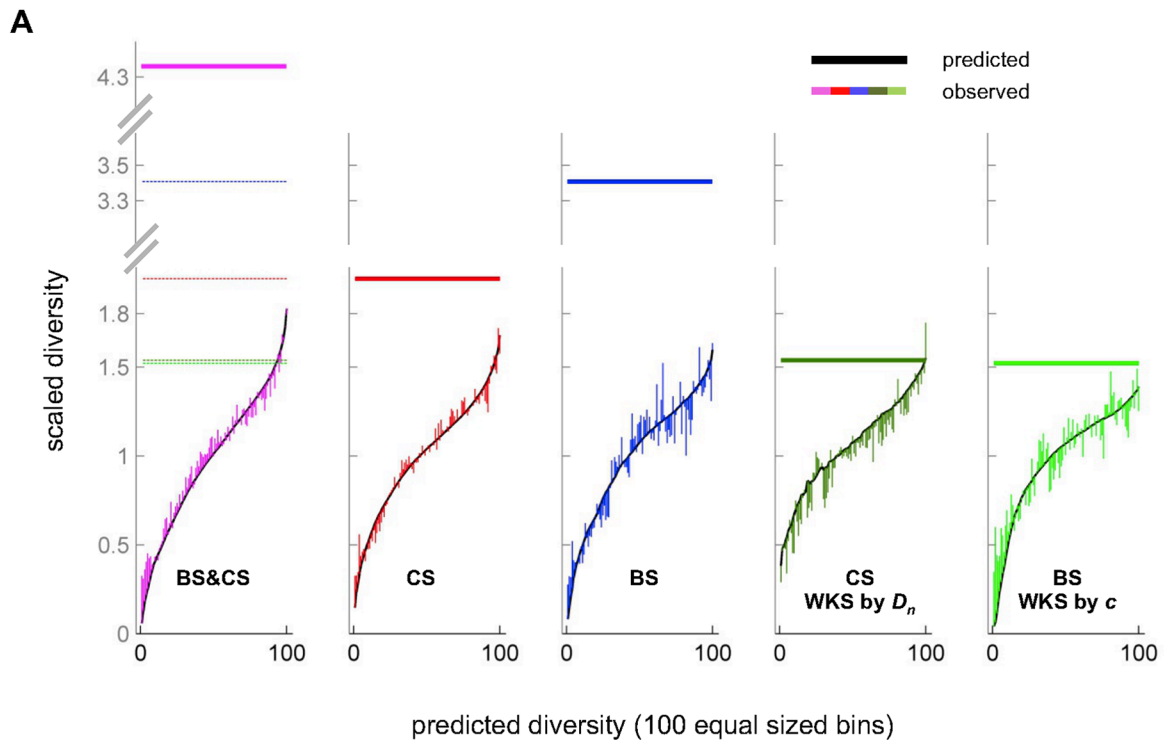 A
predicted
observed
scaled diversity
4.3
3.5
3.3
1.8
1.5
1
0.5
0
BS&CS
CS
BS
CS
WKS by Dn
BS
WKS by c
0 100 0 100 0 100 0 100 0 100
predicted diversity (100 equal sized bins)